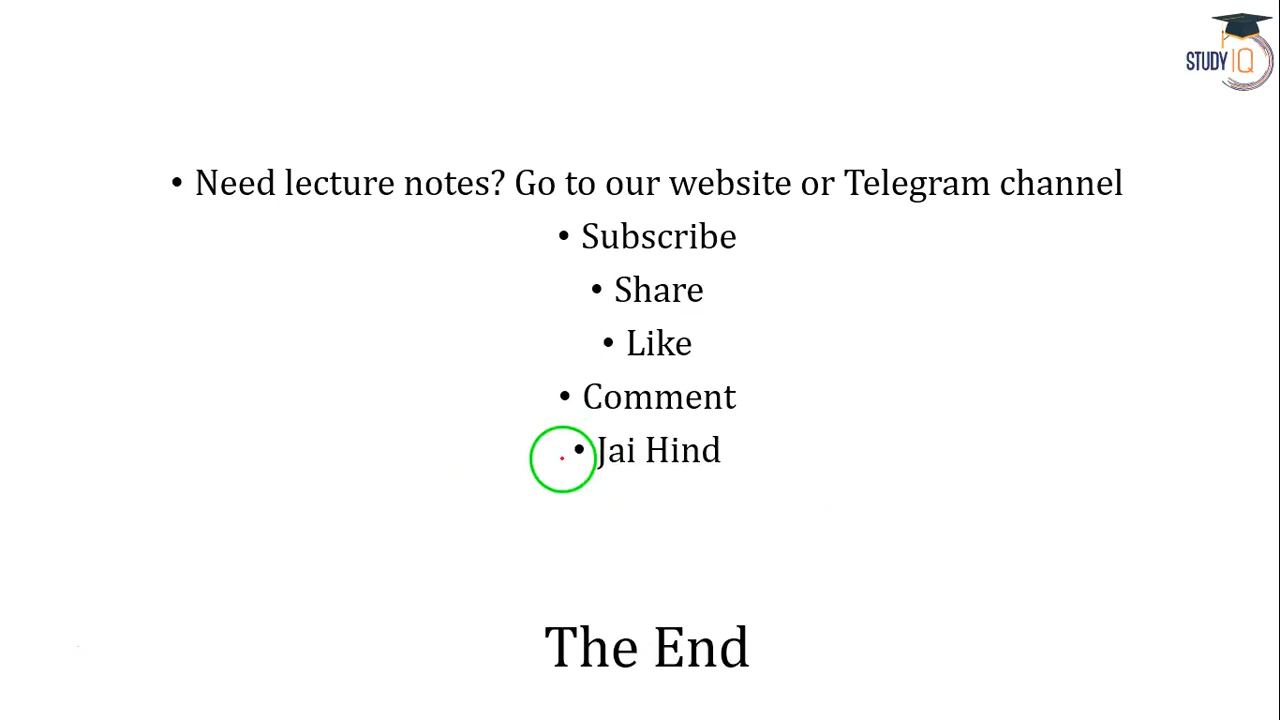 STUDY IQ
• Need lecture notes? Go to our website or Telegram channel
• Subscribe
• Share
• Like
• Comment
• Jai Hind
The End